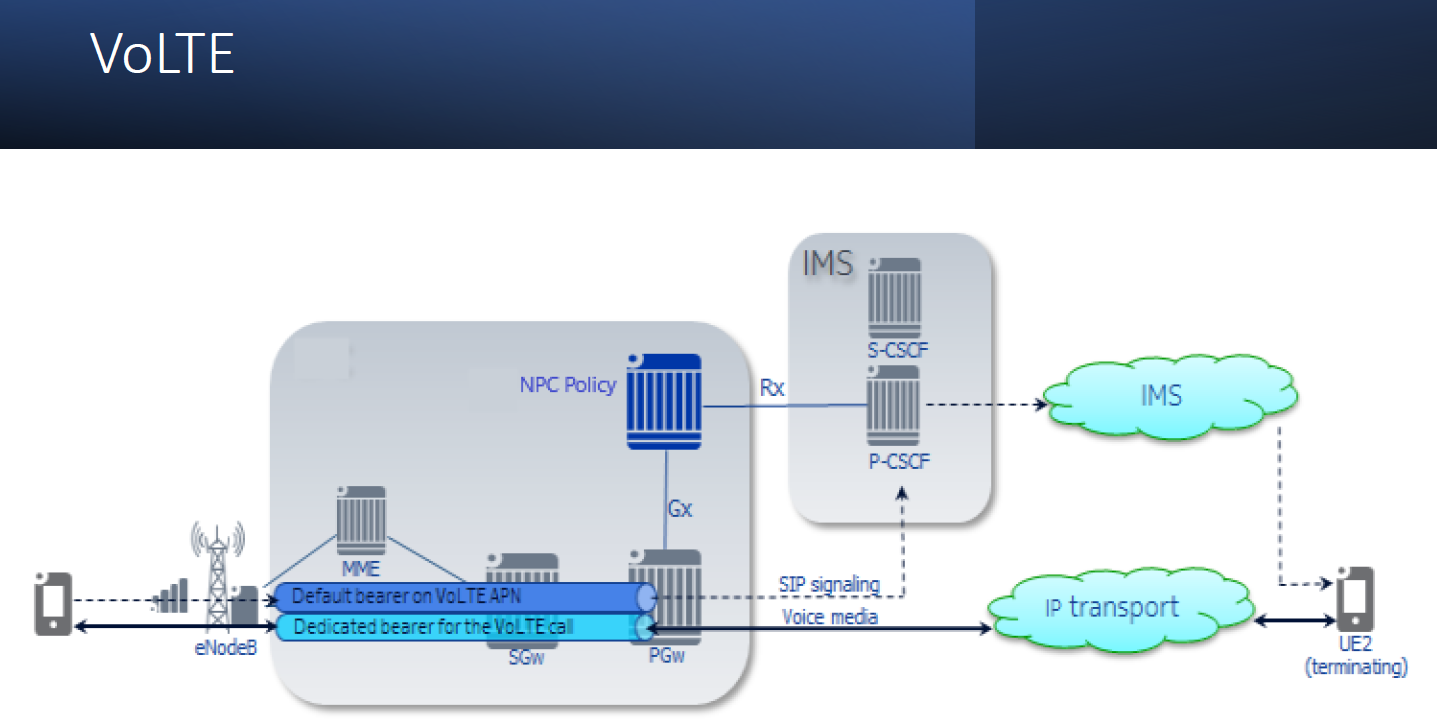 VoLTE
IMS
S-CSCF
NPC Policy
Rx
IMS
P-CSCF
Gx
MME
SIP signaling
Default bearer on VoLTE APN
Voice media
IP transport
Dedicated bearer for the VoLTE call
eNodeB
SGw
PGw
UE2
(terminating)